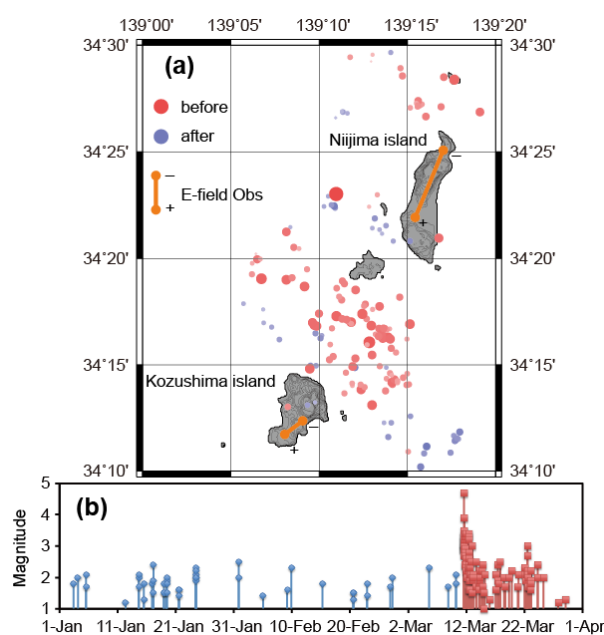 139°00' 139°05' 139°10' 139°15' 139°20'
34°30' 34°30'
(a)
before
after
Niijima island
34°25' 34°25'
−
−
E-field Obs
+
+
34°20' 34°20'
34°15' 34°15'
Kozushima island
−
+
34°10' 34°10'
5
(b)
4
3
2
1
Magnitude
1-Jan 11-Jan 21-Jan 31-Jan 10-Feb 20-Feb 2-Mar 12-Mar 22-Mar 1-Apr